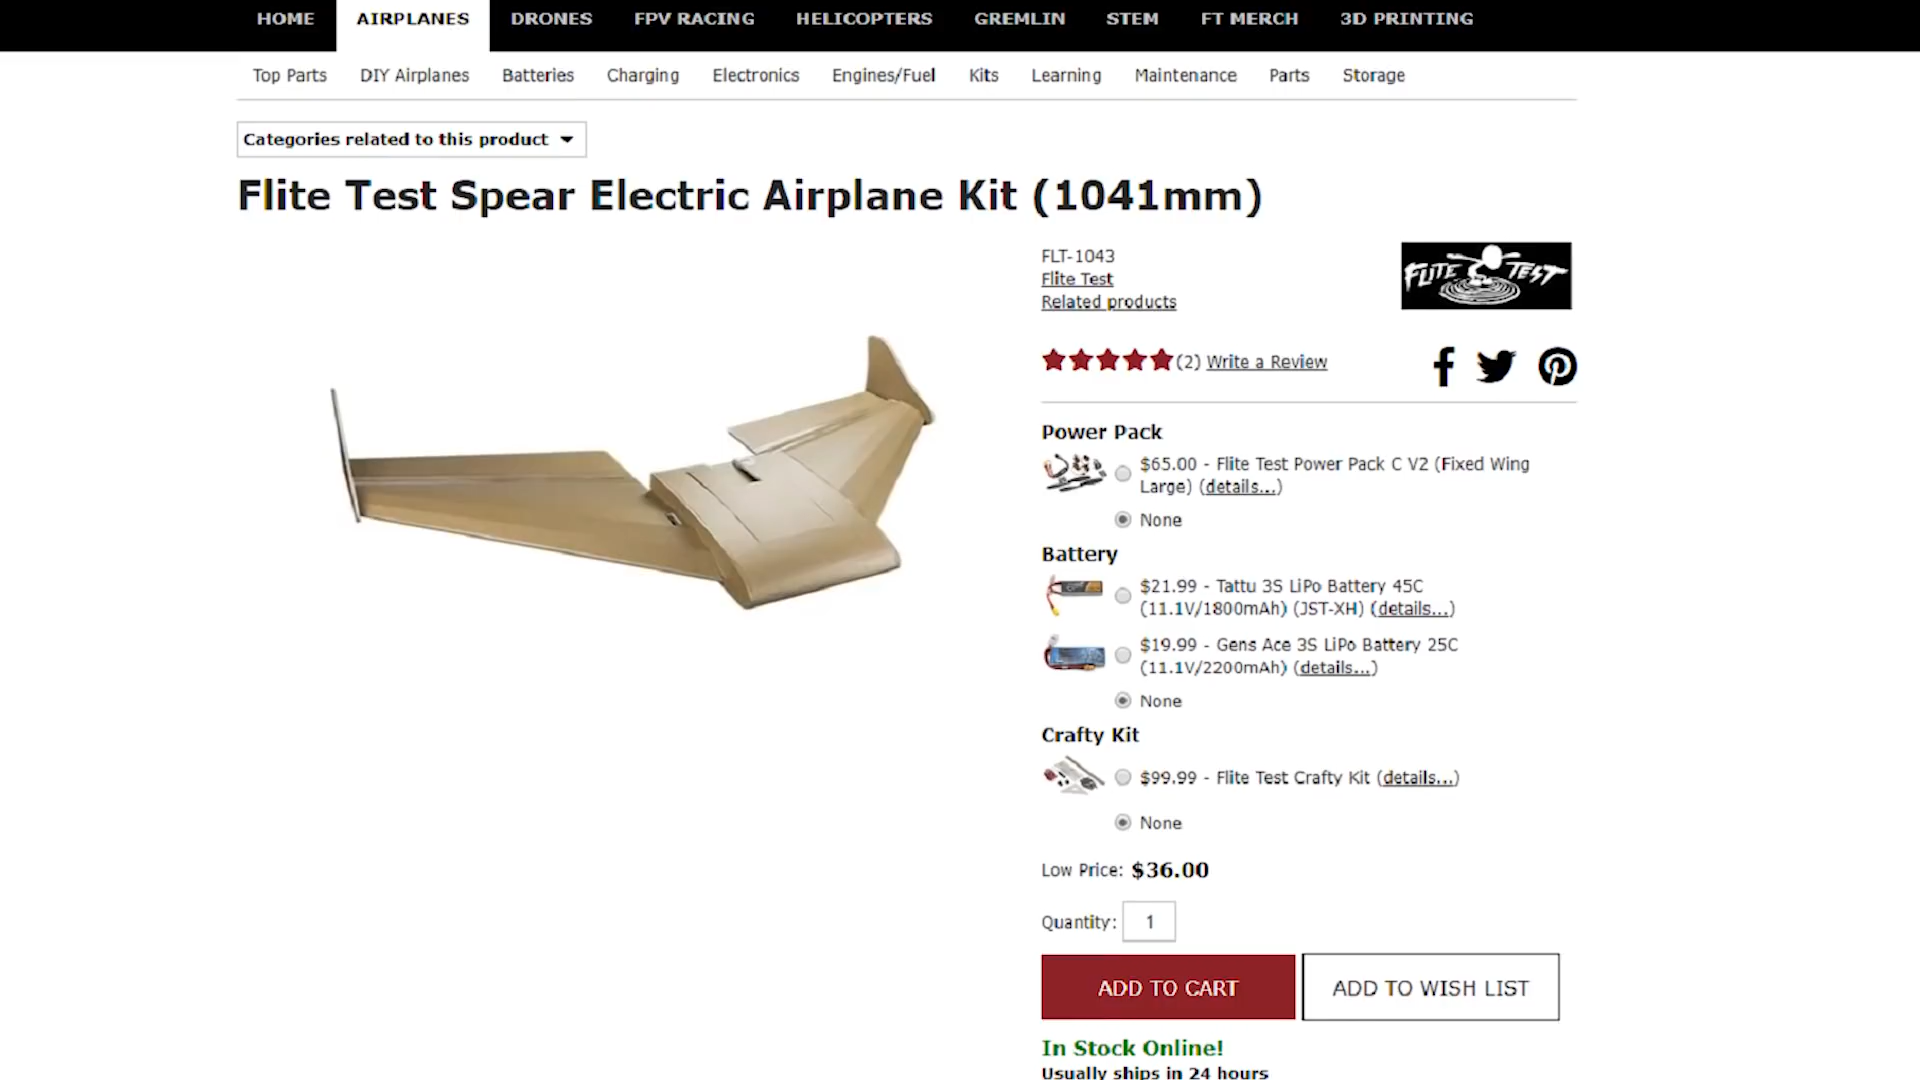 HOME AIRPLANES DRONES FPV RACING HELICOPTERS GREMLIN STEM FT MERCH 3D PRINTING
Top Parts DIY Airplanes Batteries Charging Electronics Engines/Fuel Kits Learning Maintenance Parts Storage
Categories related to this product
Flite Test Spear Electric Airplane Kit (1041mm)
FLT-1043
Flite Test
Related products
FLITE TEST
(2) Write a Review
Power Pack
$65.00 - Flite Test Power Pack C V2 (Fixed Wing
Large) (details...)
None
Battery
$21.99 - Tattu 3S LiPo Battery 45C
(11.1V/1800mAh) (JST-XH) (details...)
$19.99 - Gens Ace 3S LiPo Battery 25C
(11.1V/2200mAh) (details...)
None
Crafty Kit
$99.99 - Flite Test Crafty Kit (details...)
None
Low Price: $36.00
Quantity: 1
ADD TO CART ADD TO WISH LIST
In Stock Online!
Usually ships in 24 hours